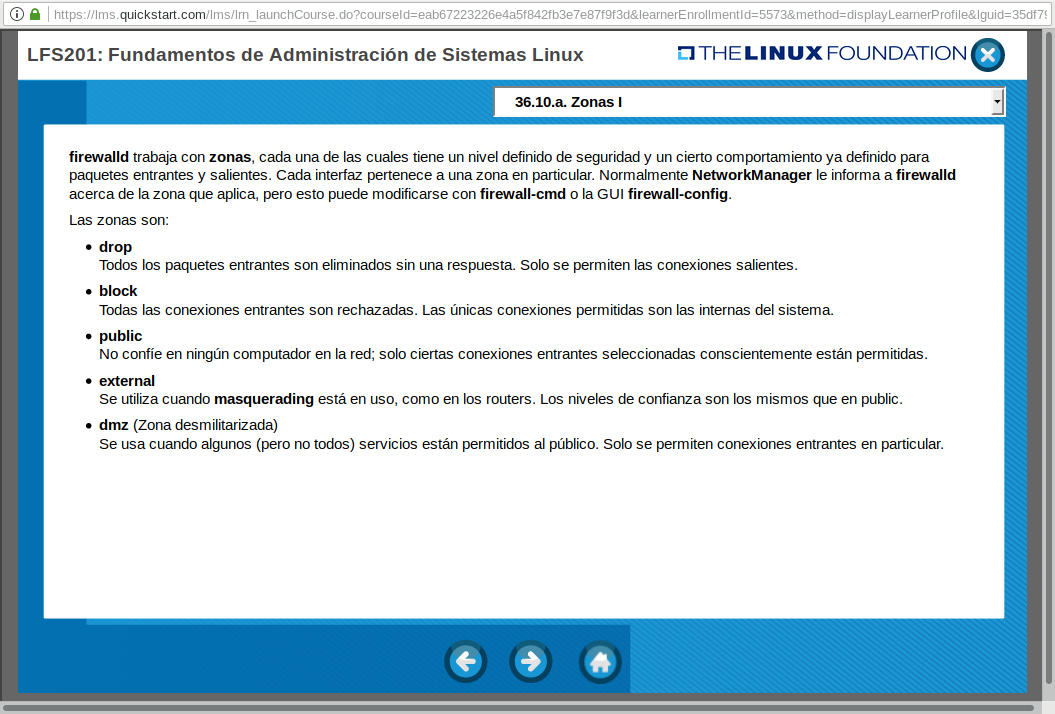 https://lms.quickstart.com/lms/lrn_launchCourse.do?courseId=eab67223226e4a5f842fb3e7e87f9f3d&learnerEnrollmentId=5573&method=displayLearnerProfile&lguid=35df79
LFS201: Fundamentos de Administración de Sistemas Linux
THE LINUX FOUNDATION
36.10.a. Zonas I
firewalld trabaja con zonas, cada una de las cuales tiene un nivel definido de seguridad y un cierto comportamiento ya definido para
paquetes entrantes y salientes. Cada interfaz pertenece a una zona en particular. Normalmente NetworkManager le informa a firewalld
acerca de la zona que aplica, pero esto puede modificarse con firewall-cmd o la GUI firewall-config.
Las zonas son:
• drop
Todos los paquetes entrantes son eliminados sin una respuesta. Solo se permiten las conexiones salientes.
• block
Todas las conexiones entrantes son rechazadas. Las únicas conexiones permitidas son las internas del sistema.
• public
No confíe en ningún computador en la red; solo ciertas conexiones entrantes seleccionadas conscientemente están permitidas.
• external
Se utiliza cuando masquerading está en uso, como en los routers. Los niveles de confianza son los mismos que en public.
• dmz (Zona desmilitarizada)
Se usa cuando algunos (pero no todos) servicios están permitidos al público. Solo se permiten conexiones entrantes en particular.